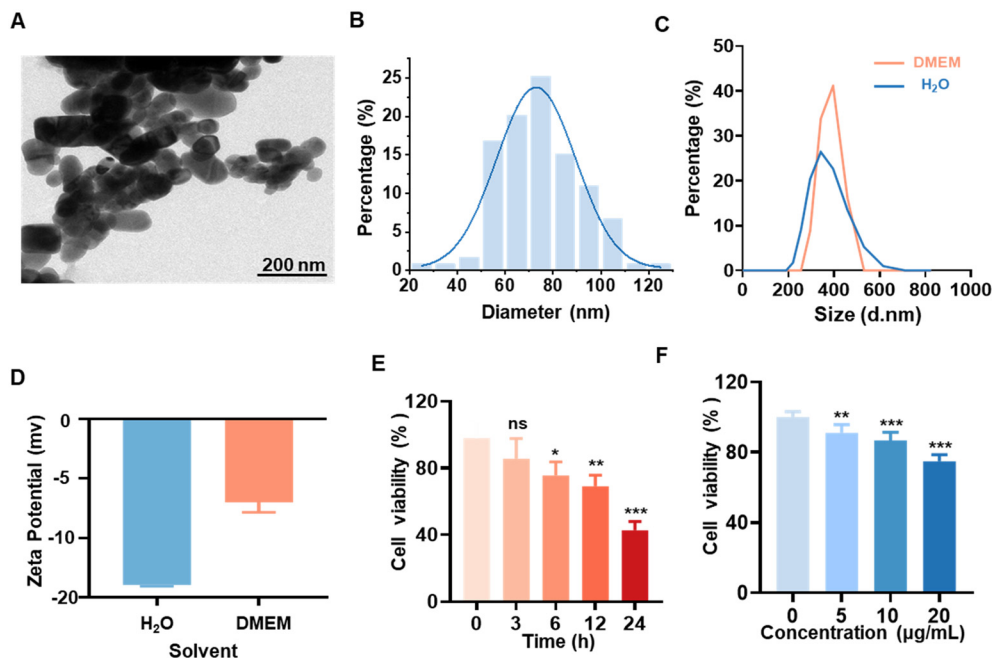 A
200 nm
B
Percentage (%)
25
20
15
10
5
0
20 40 60 80 100 120
Diameter (nm)
C
Percentage (%)
50
40
30
20
10
0
DMEM
H₂O
0 200 400 600 800 1000
Size (d.nm)
D
Zeta Potential (mv)
0
-5
-10
-20
H₂O DMEM
Solvent
E
Cell viability (% )
120
80
40
0
ns
*
**
***
0 3 6 12 24
Time (h)
F
Cell viability (% )
120
80
40
0
**
***
***
0 5 10 20
Concentration (µg/mL)